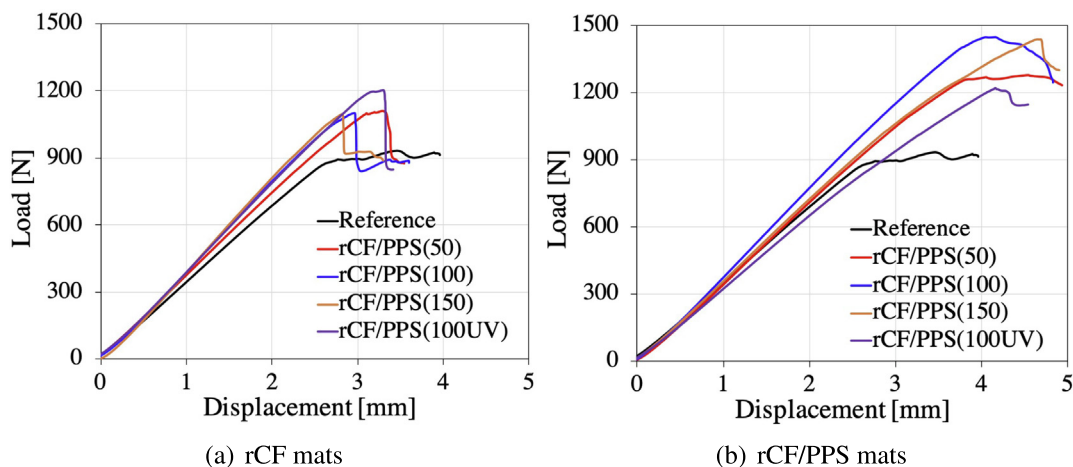 1500
1200
900
600
300
0
Load [N]
Reference
rCF/PPS(50)
rCF/PPS(100)
rCF/PPS(150)
rCF/PPS(100UV)
0 1 2 3 4 5
Displacement [mm]
(a) rCF mats
1500
1200
900
600
300
0
Load [N]
Reference
rCF/PPS(50)
rCF/PPS(100)
rCF/PPS(150)
rCF/PPS(100UV)
0 1 2 3 4 5
Displacement [mm]
(b) rCF/PPS mats